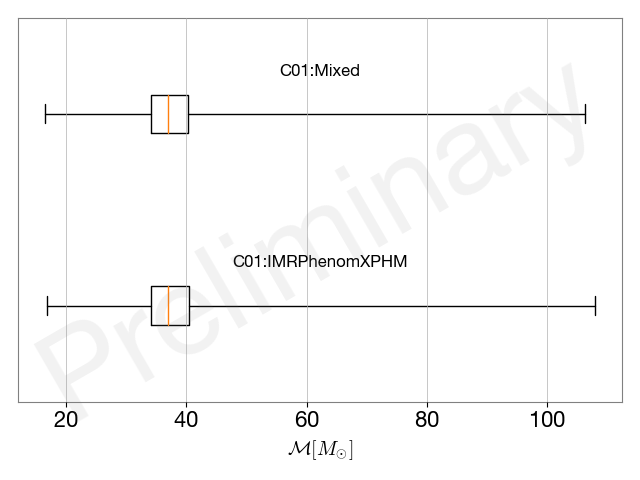 C01:Mixed
Preliminary
C01:IMRPhenomXPHM
20 40 60 80 100
ℳ[M⊙]